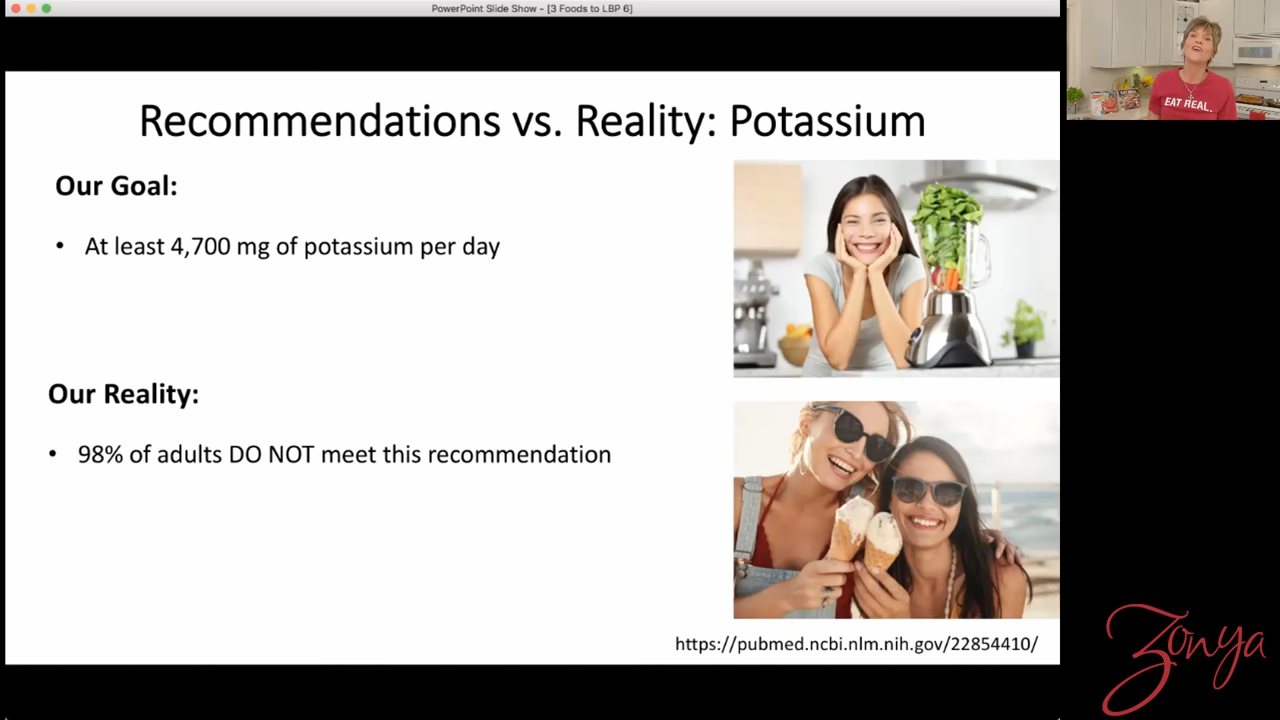 PowerPoint Slide Show - [3 Foods to LBP 6]
EAT REAL.
Recommendations vs. Reality: Potassium
Our Goal:
• At least 4,700 mg of potassium per day
Our Reality:
• 98% of adults DO NOT meet this recommendation
https://pubmed.ncbi.nlm.nih.gov/22854410/
Zonya